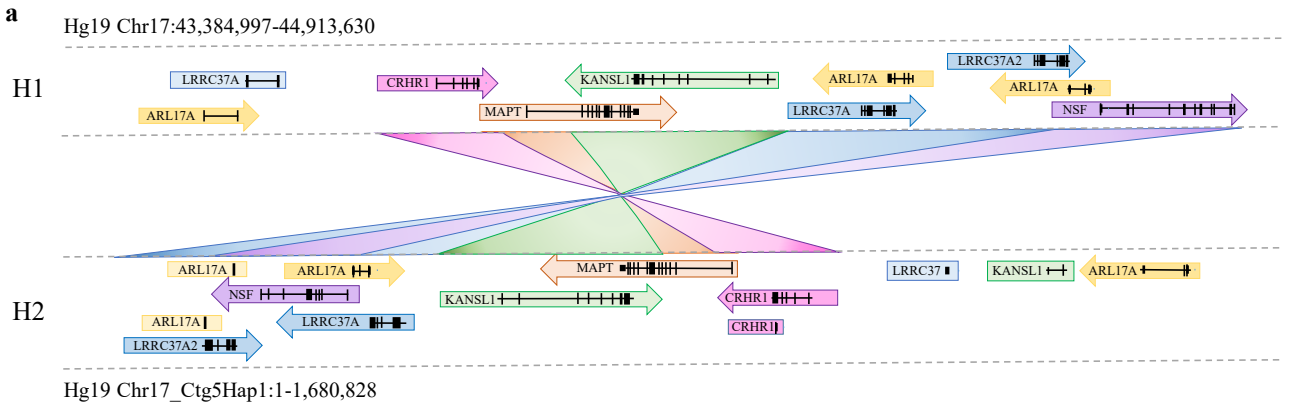 a
Hg19 Chr17:43,384,997-44,913,630
LRRC37A2
LRRC37A CRHR1 KANSL1 ARL17A
H1
ARL17A
ARL17A MAPT LRRC37A NSF
ARL17A ARL17A MAPT LRRC37 KANSL1 ARL17A
NSF KANSL1 CRHR1
H2
ARL17A LRRC37A CRHR1
LRRC37A2
Hg19 Chr17_Ctg5Hap1:1-1,680,828